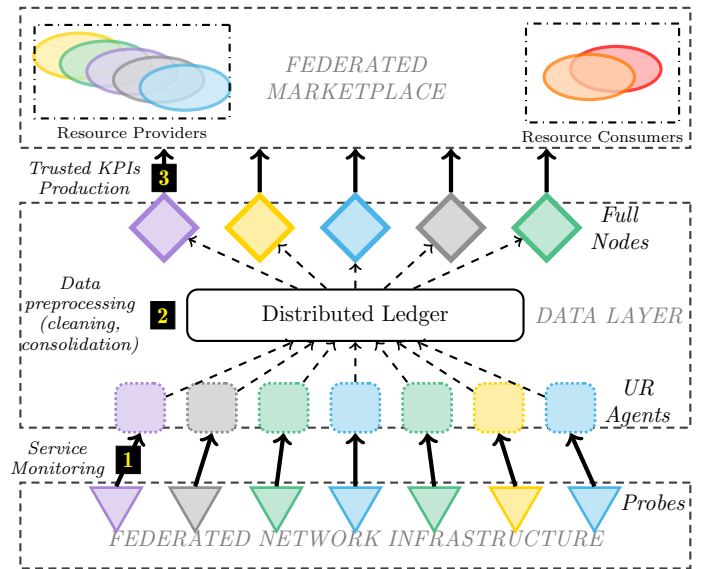 FEDERATED
MARKETPLACE
Resource Providers
Resource Consumers
Trusted KPIs
Production
3
Full
Nodes
Data
preprocessing
(cleaning,
consolidation)
2
Distributed Ledger
DATA LAYER
UR
Agents
Service
Monitoring
1
Probes
FEDERATED NETWORK INFRASTRUCTURE